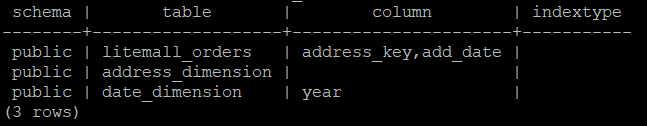 schema | table | column | indextype
--------+-------------------+-----------------------+-----------
public | litemall_orders | address_key,add_date |
public | address_dimension | |
public | date_dimension | year |
(3 rows)